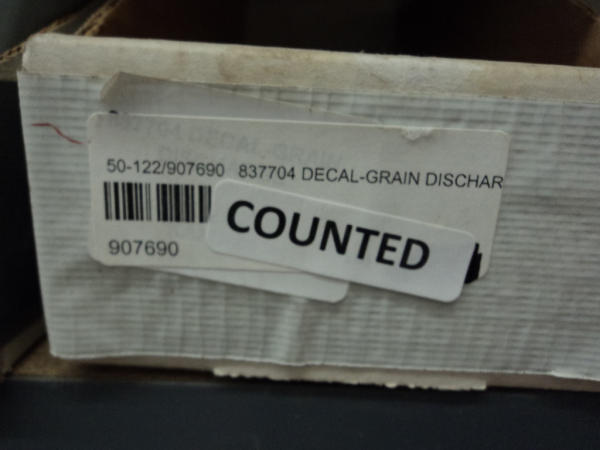 50-122/907690 837704 DECAL-GRAIN DISCHAR
COUNTED
907690